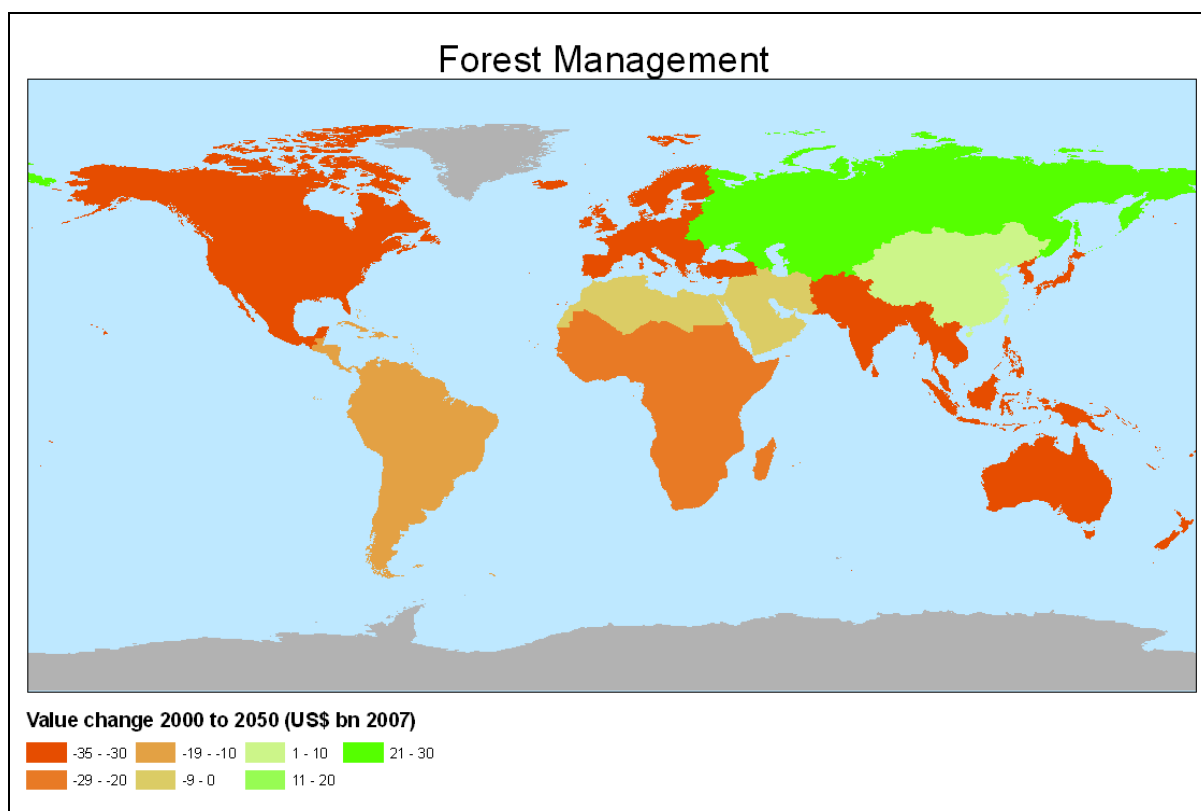 Forest Management
Value change 2000 to 2050 (US$ bn 2007)
-35 - -30 -19 - -10 1 - 10 21 - 30
-29 - -20 -9 - 0 11 - 20